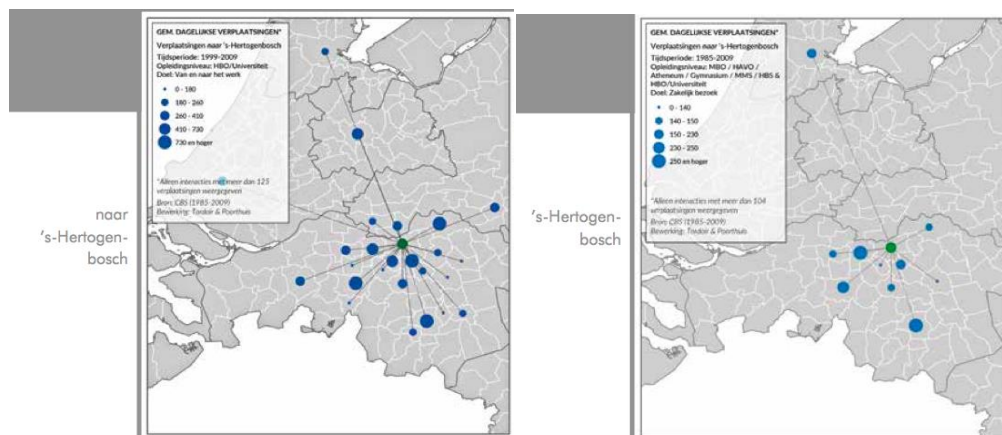 naar
's-Hertogen-
bosch
GEM. DAGELIJKSE VERPLAATSINGEN*
Verplaatsingen naar 's-Hertogenbosch
Tijdsperiode: 1999-2009
Opleidingsniveau: HBO/Universiteit
Doel: Van en naar het werk
0 - 180
180 - 260
260 - 410
410 - 730
730 en hoger
*Alleen interacties met meer dan 125
verplaatsingen weergegeven
Bron: CBS (1985-2009)
Bewerking: Tordoir & Poorthuis
's-Hertogen-
bosch
GEM. DAGELIJKSE VERPLAATSINGEN*
Verplaatsingen naar 's-Hertogenbosch
Tijdsperiode: 1985-2009
Opleidingsniveau: MBO / HAVO /
Atheneum / Gymnasium / MMS / HBS &
HBO/Universiteit
Doel: Zakelijk bezoek
0 - 140
140 - 150
150 - 230
230 - 250
250 en hoger
*Alleen interacties met meer dan 104
verplaatsingen weergegeven
Bron: CBS (1985-2009)
Bewerking: Tordoir & Poorthuis